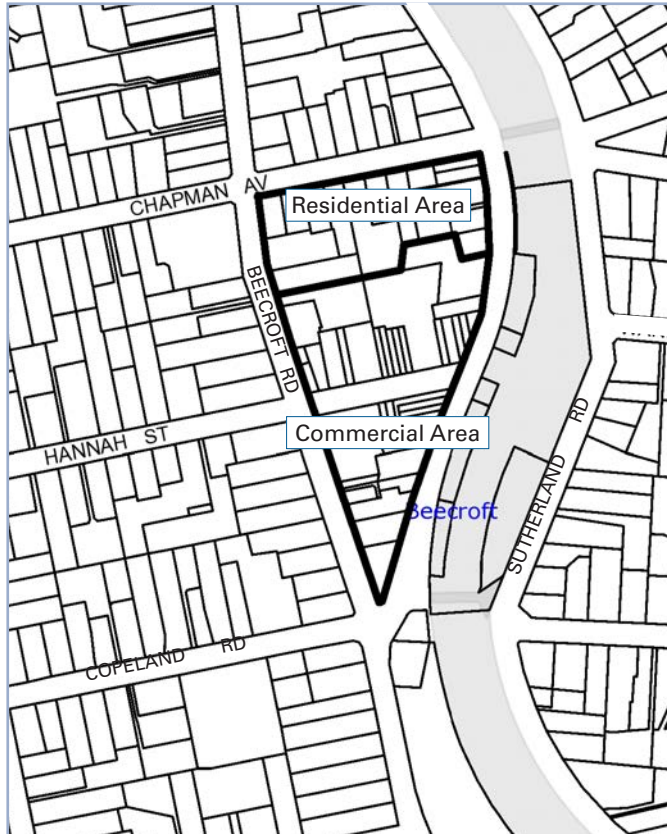 CHAPMAN AV
Residential Area
BEECROFT RD
HANNAH ST
Commercial Area
Beecroft
SUTHERLAND RD
COPELAND RD